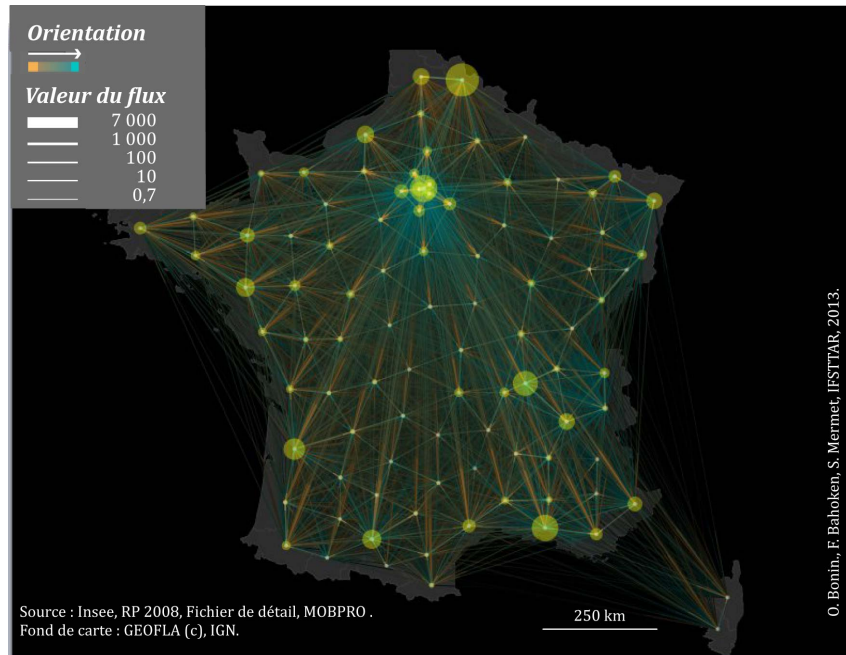 Orientation
Valeur du flux
7 000
1 000
100
10
0,7
Source : Insee, RP 2008, Fichier de détail, MOBPRO .
Fond de carte : GEOFLA (c), IGN.
250 km
O. Bonin., F. Bahoken, S. Mermet, IFSTTAR, 2013.